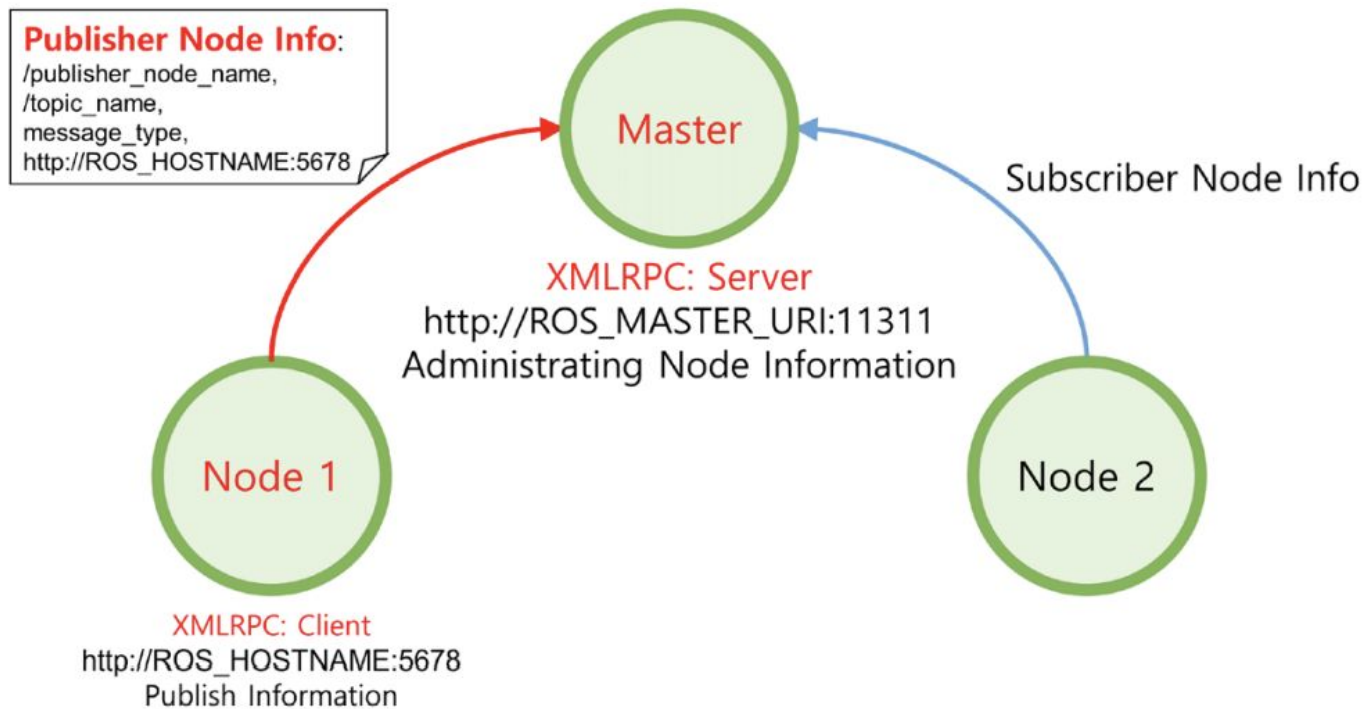 Publisher Node Info:
/publisher_node_name,
/topic_name,
message_type,
http://ROS_HOSTNAME:5678
Master
Subscriber Node Info
XMLRPC: Server
http://ROS_MASTER_URI:11311
Administrating Node Information
Node 1
Node 2
XMLRPC: Client
http://ROS_HOSTNAME:5678
Publish Information